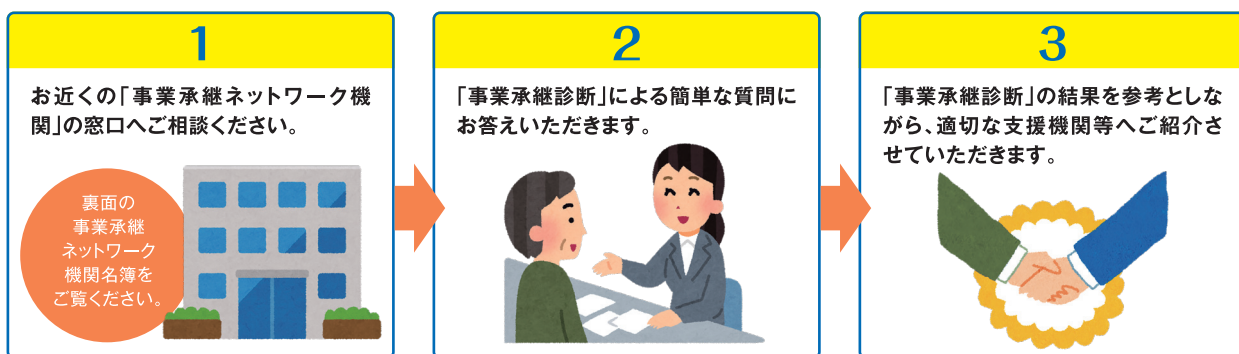 1
お近くの「事業承継ネットワーク機
関」の窓口へご相談ください。
裏面の
事業承継
ネットワーク
機関名簿を
ご覧ください。
2
「事業承継診断」による簡単な質問に
お答えいただきます。
3
「事業承継診断」の結果を参考としな
がら、適切な支援機関等へご紹介さ
せていただきます。